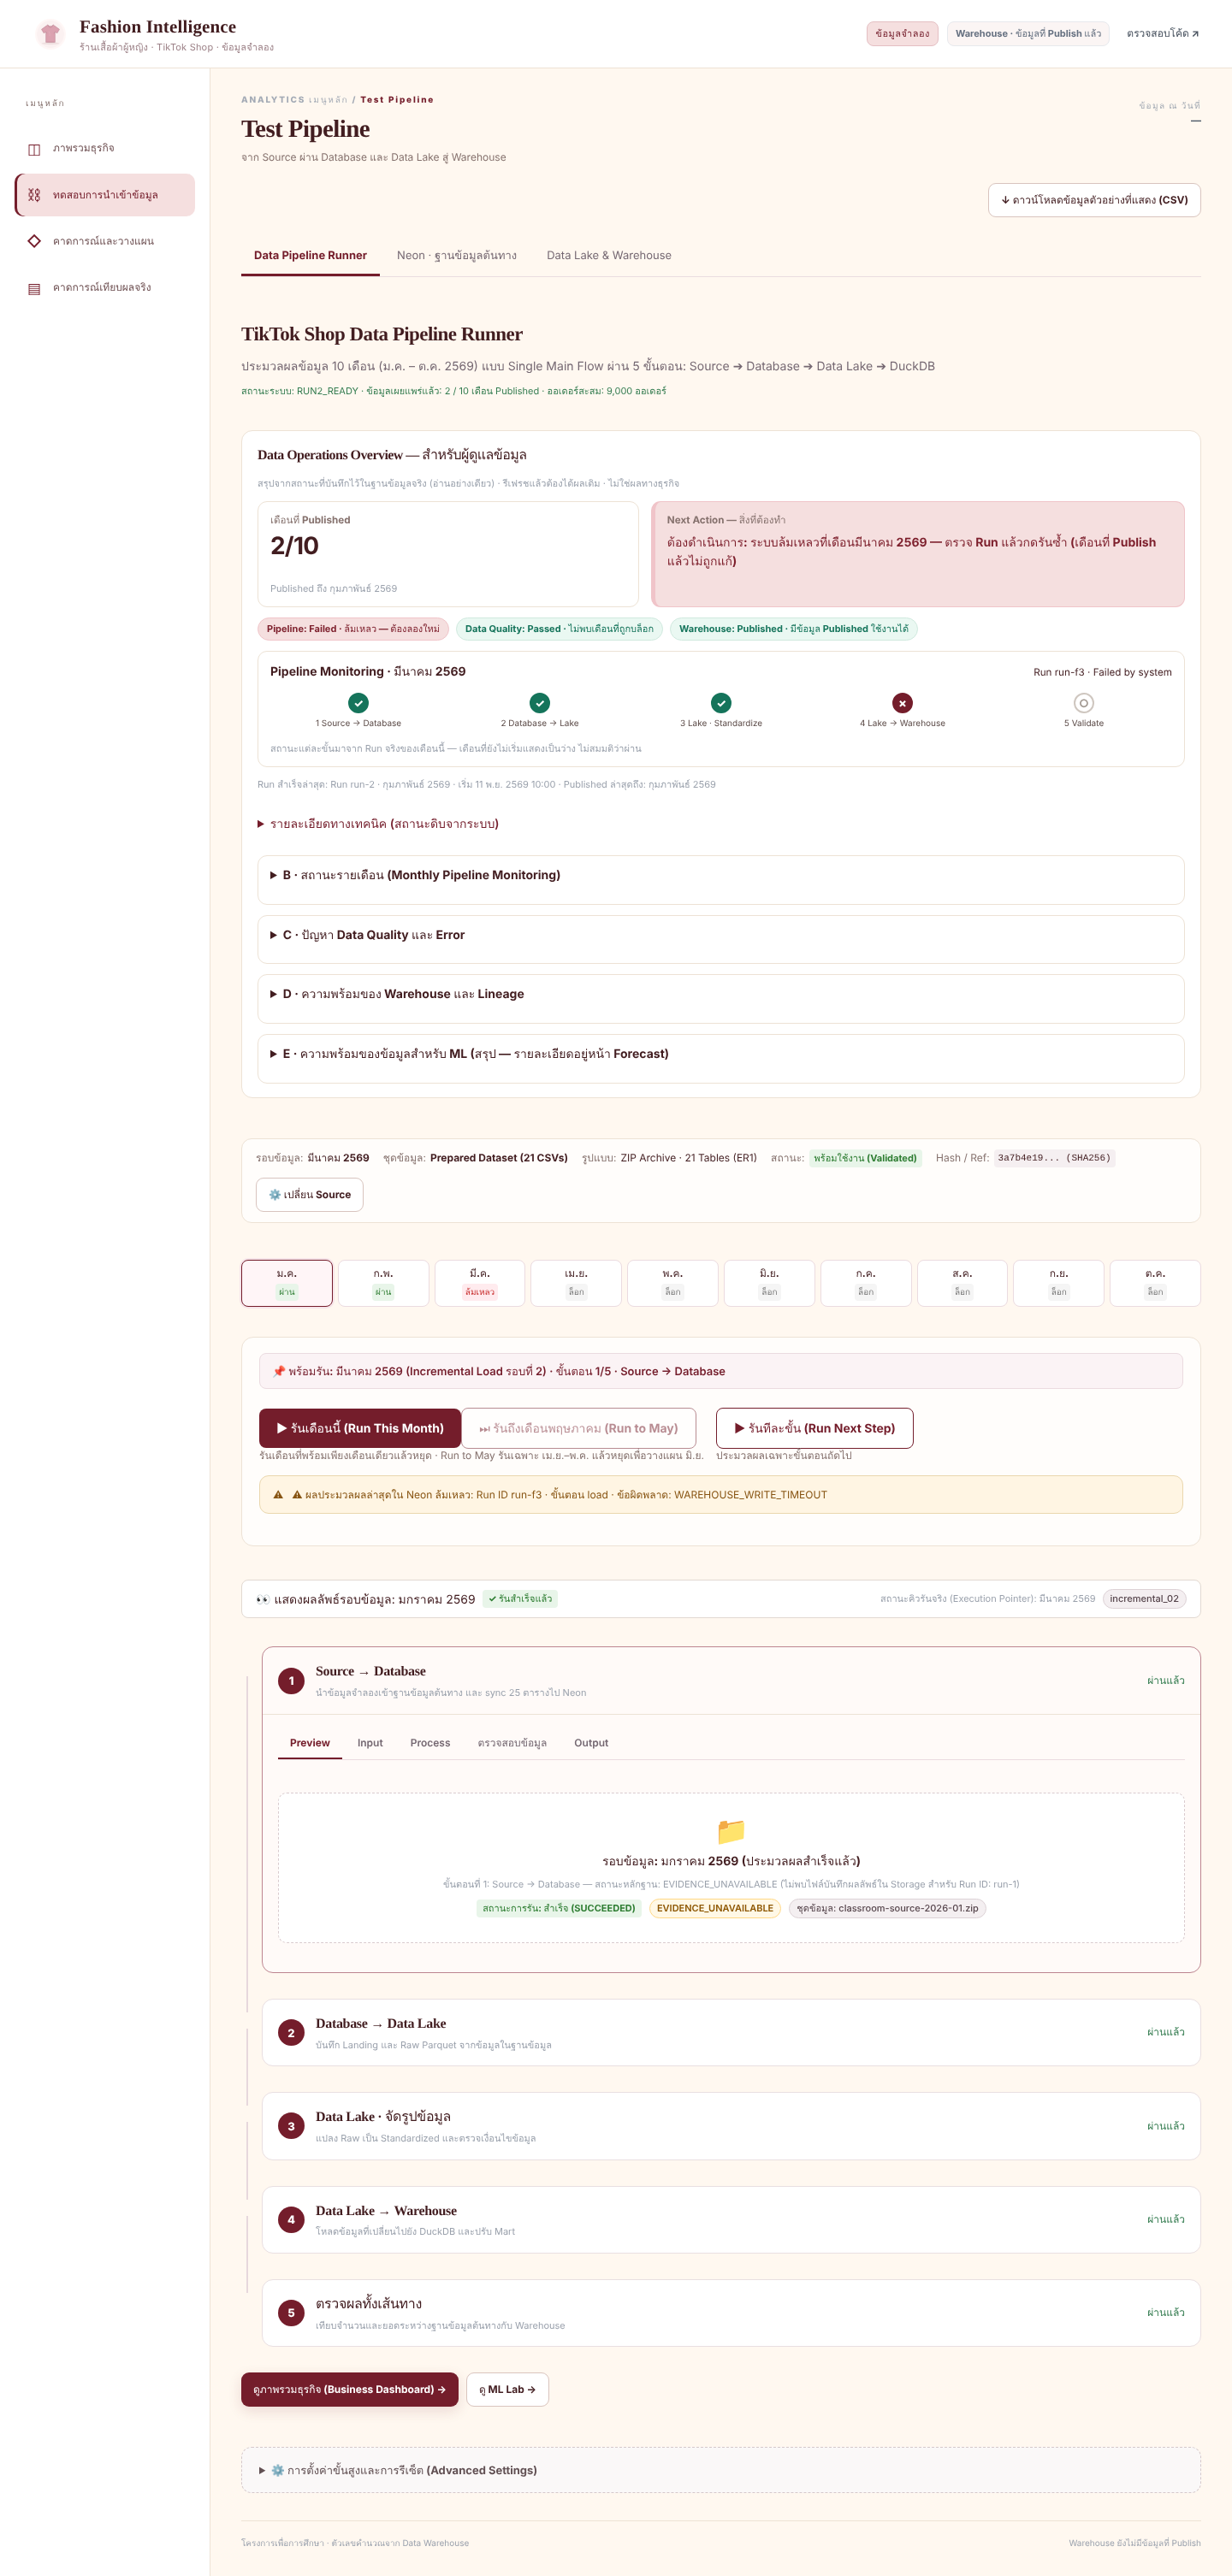 Fashion Intelligence
ร้านเสื้อผ้าผู้หญิง · TikTok Shop · ข้อมูลจำลอง
ข้อมูลจำลอง
Warehouse · ข้อมูลที่ Publish แล้ว
ตรวจสอบโค้ด ↗
เมนูหลัก
ภาพรวมธุรกิจ
ทดสอบการนำเข้าข้อมูล
คาดการณ์และวางแผน
คาดการณ์เทียบผลจริง
ANALYTICS เมนูหลัก / Test Pipeline
ข้อมูล ณ วันที่
—
Test Pipeline
จาก Source ผ่าน Database และ Data Lake สู่ Warehouse
↓ ดาวน์โหลดข้อมูลตัวอย่างที่แสดง (CSV)
Data Pipeline Runner
Neon · ฐานข้อมูลต้นทาง
Data Lake & Warehouse
TikTok Shop Data Pipeline Runner
ประมวลผลข้อมูล 10 เดือน (ม.ค. – ต.ค. 2569) แบบ Single Main Flow ผ่าน 5 ขั้นตอน: Source ➔ Database ➔ Data Lake ➔ DuckDB
สถานะระบบ: RUN2_READY · ข้อมูลเผยแพร่แล้ว: 2 / 10 เดือน Published · ออเดอร์สะสม: 9,000 ออเดอร์
Data Operations Overview — สำหรับผู้ดูแลข้อมูล
สรุปจากสถานะที่บันทึกไว้ในฐานข้อมูลจริง (อ่านอย่างเดียว) · รีเฟรชแล้วต้องได้ผลเดิม · ไม่ใช่ผลทางธุรกิจ
เดือนที่ Published
2/10
Published ถึง กุมภาพันธ์ 2569
Next Action — สิ่งที่ต้องทำ
ต้องดำเนินการ: ระบบล้มเหลวที่เดือนมีนาคม 2569 — ตรวจ Run แล้วกดรันซ้ำ (เดือนที่ Publish
แล้วไม่ถูกแก้)
Pipeline: Failed · ล้มเหลว — ต้องลองใหม่
Data Quality: Passed · ไม่พบเดือนที่ถูกบล็อก
Warehouse: Published · มีข้อมูล Published ใช้งานได้
Pipeline Monitoring · มีนาคม 2569
Run run-f3 · Failed by system
1 Source → Database
2 Database → Lake
3 Lake · Standardize
4 Lake → Warehouse
5 Validate
สถานะแต่ละขั้นมาจาก Run จริงของเดือนนี้ — เดือนที่ยังไม่เริ่มแสดงเป็นว่าง ไม่สมมติว่าผ่าน
Run สำเร็จล่าสุด: Run run-2 · กุมภาพันธ์ 2569 · เริ่ม 11 พ.ย. 2569 10:00 · Published ล่าสุดถึง: กุมภาพันธ์ 2569
▶ รายละเอียดทางเทคนิค (สถานะดิบจากระบบ)
▶ B · สถานะรายเดือน (Monthly Pipeline Monitoring)
▶ C · ปัญหา Data Quality และ Error
▶ D · ความพร้อมของ Warehouse และ Lineage
▶ E · ความพร้อมของข้อมูลสำหรับ ML (สรุป — รายละเอียดอยู่หน้า Forecast)
รอบข้อมูล: มีนาคม 2569 ชุดข้อมูล: Prepared Dataset (21 CSVs) รูปแบบ: ZIP Archive · 21 Tables (ER1) สถานะ: พร้อมใช้งาน (Validated) Hash / Ref: 3a7b4e19... (SHA256)
⚙️ เปลี่ยน Source
ม.ค. ก.พ. มี.ค. เม.ย. พ.ค. มิ.ย. ก.ค. ส.ค. ก.ย. ต.ค.
ผ่าน ผ่าน ล้มเหลว ล็อก ล็อก ล็อก ล็อก ล็อก ล็อก ล็อก
📌 พร้อมรัน: มีนาคม 2569 (Incremental Load รอบที่ 2) · ขั้นตอน 1/5 · Source → Database
▶ รันเดือนนี้ (Run This Month)
⏭ รันถึงเดือนพฤษภาคม (Run to May)
▶ รันทีละขั้น (Run Next Step)
รันเดือนที่พร้อมเพียงเดือนเดียวแล้วหยุด · Run to May รันเฉพาะ เม.ย.–พ.ค. แล้วหยุดเพื่อวางแผน มิ.ย.
ประมวลผลเฉพาะขั้นตอนถัดไป
⚠ ⚠ ผลประมวลผลล่าสุดใน Neon ล้มเหลว: Run ID run-f3 · ขั้นตอน load · ข้อผิดพลาด: WAREHOUSE_WRITE_TIMEOUT
👀 แสดงผลลัพธ์รอบข้อมูล: มกราคม 2569 ✓ รันสำเร็จแล้ว
สถานะคิวรันจริง (Execution Pointer): มีนาคม 2569 incremental_02
1
Source → Database
นำข้อมูลจำลองเข้าฐานข้อมูลต้นทาง และ sync 25 ตารางไป Neon
ผ่านแล้ว
Preview
Input
Process
ตรวจสอบข้อมูล
Output
📁
รอบข้อมูล: มกราคม 2569 (ประมวลผลสำเร็จแล้ว)
ขั้นตอนที่ 1: Source → Database — สถานะหลักฐาน: EVIDENCE_UNAVAILABLE (ไม่พบไฟล์บันทึกผลลัพธ์ใน Storage สำหรับ Run ID: run-1)
สถานะการรัน: สำเร็จ (SUCCEEDED)
EVIDENCE_UNAVAILABLE
ชุดข้อมูล: classroom-source-2026-01.zip
2
Database → Data Lake
บันทึก Landing และ Raw Parquet จากข้อมูลในฐานข้อมูล
ผ่านแล้ว
3
Data Lake · จัดรูปข้อมูล
แปลง Raw เป็น Standardized และตรวจเงื่อนไขข้อมูล
ผ่านแล้ว
4
Data Lake → Warehouse
โหลดข้อมูลที่เปลี่ยนไปยัง DuckDB และปรับ Mart
ผ่านแล้ว
5
ตรวจผลทั้งเส้นทาง
เทียบจำนวนและยอดระหว่างฐานข้อมูลต้นทางกับ Warehouse
ผ่านแล้ว
ดูภาพรวมธุรกิจ (Business Dashboard) →
ดู ML Lab →
▶ ⚙️ การตั้งค่าขั้นสูงและการรีเซ็ต (Advanced Settings)
โครงการเพื่อการศึกษา · ตัวเลขคำนวณจาก Data Warehouse
Warehouse ยังไม่มีข้อมูลที่ Publish